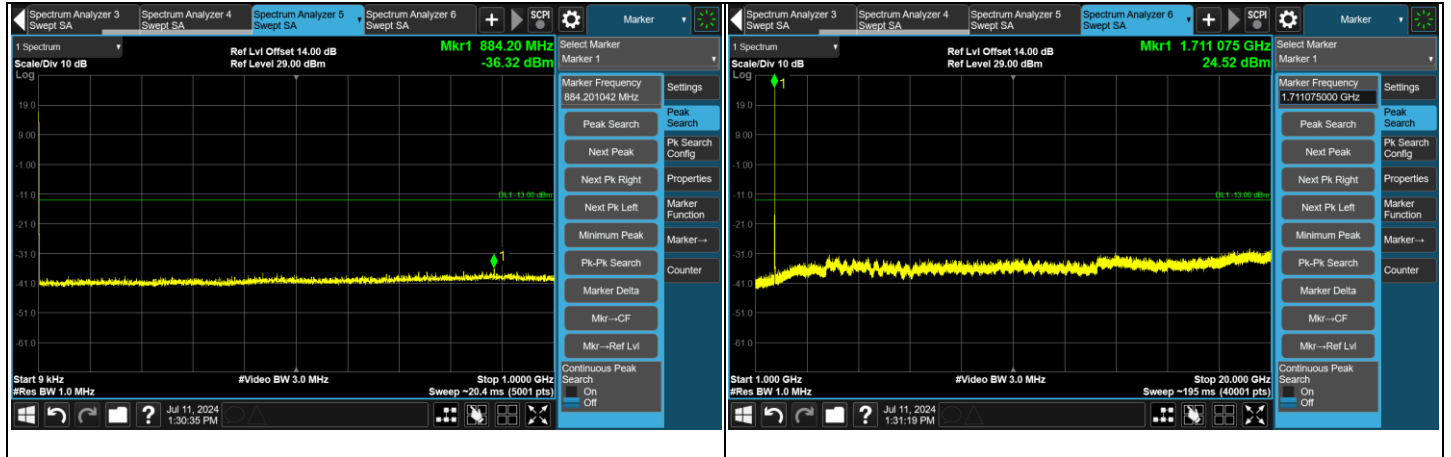 Spectrum Analyzer 3 Spectrum Analyzer 4 Spectrum Analyzer 5 Spectrum Analyzer 6 SCPI Marker
Swept SA Swept SA Swept SA Swept SA
1 Spectrum
Scale/Div 10 dB
Log
Ref Lvl Offset 14.00 dB
Ref Level 29.00 dBm
Mkr1 884.20 MHz
-36.32 dBm
1
19.0
9.00
-1.00
-11.0
-21.0
-31.0
-41.0
-51.0
-61.0
DL1 -13.00 dBm
Start 9 kHz #Video BW 3.0 MHz Stop 1.0000 GHz
#Res BW 1.0 MHz Sweep ~20.4 ms (5001 pts)
Select Marker
Marker 1
Marker Frequency
884.201042 MHz
Peak Search
Next Peak
Next Pk Right
Next Pk Left
Minimum Peak
Pk-Pk Search
Marker Delta
Mkr→CF
Mkr→Ref Lvl
Continuous Peak
Search
On
Off
Settings
Peak
Search
Pk Search
Config
Properties
Marker
Function
Marker→
Counter
?
Jul 11, 2024
1:30:35 PM
Spectrum Analyzer 3 Spectrum Analyzer 4 Spectrum Analyzer 5 Spectrum Analyzer 6 SCPI Marker
Swept SA Swept SA Swept SA Swept SA
1 Spectrum
Scale/Div 10 dB
Log
Ref Lvl Offset 14.00 dB
Ref Level 29.00 dBm
Mkr1 1.711 075 GHz
24.52 dBm
1
19.0
9.00
-1.00
-11.0
-21.0
-31.0
-41.0
-51.0
-61.0
DL1 -13.00 dBm
Start 1.000 GHz #Video BW 3.0 MHz Stop 20.000 GHz
#Res BW 1.0 MHz Sweep ~195 ms (40001 pts)
Select Marker
Marker 1
Marker Frequency
1.711075000 GHz
Peak Search
Next Peak
Next Pk Right
Next Pk Left
Minimum Peak
Pk-Pk Search
Marker Delta
Mkr→CF
Mkr→Ref Lvl
Continuous Peak
Search
On
Off
Settings
Peak
Search
Pk Search
Config
Properties
Marker
Function
Marker→
Counter
?
Jul 11, 2024
1:31:19 PM